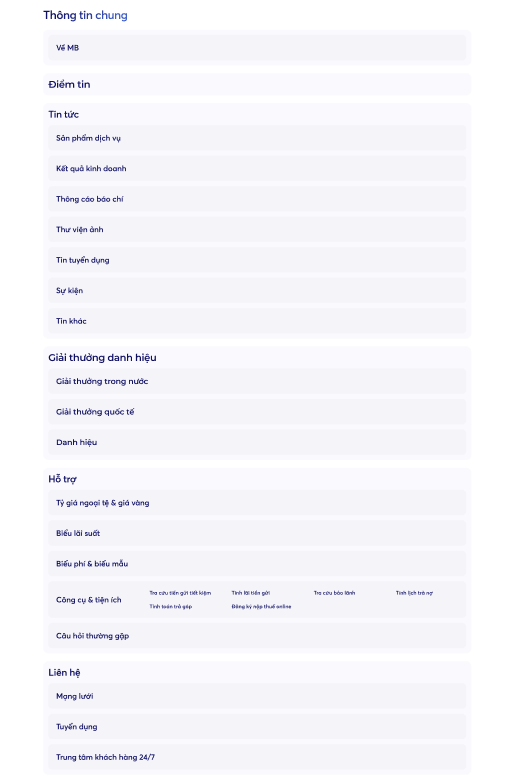 Thông tin chung
Về MB
Điểm tin
Tin tức
Sản phẩm dịch vụ
Kết quả kinh doanh
Thông cáo báo chí
Thư viện ảnh
Tin tuyển dụng
Sự kiện
Tin khác
Giải thưởng danh hiệu
Giải thưởng trong nước
Giải thưởng quốc tế
Danh hiệu
Hỗ trợ
Tỷ giá ngoại tệ & giá vàng
Biểu lãi suất
Biểu phí & biểu mẫu
Công cụ & tiện ích
Tra cứu tiền gửi tiết kiệm
Tính lãi tiền gửi
Tra cứu bảo lãnh
Tính lịch trả nợ
Tính toán trả góp
Đăng ký nộp thuế online
Câu hỏi thường gặp
Liên hệ
Mạng lưới
Tuyển dụng
Trung tâm khách hàng 24/7